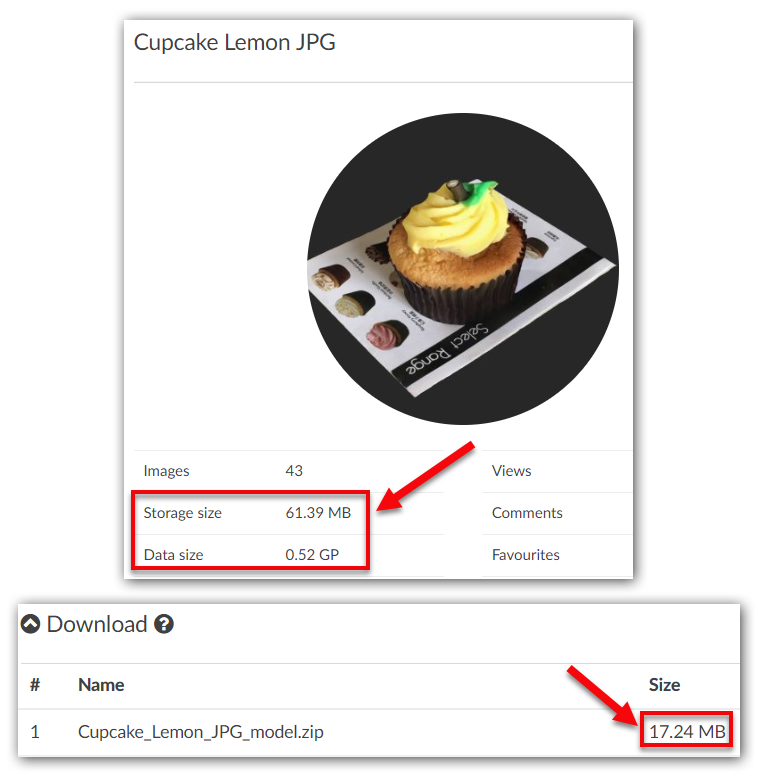 Cupcake Lemon JPG
Select Range
Images 43 Views
Storage size 61.39 MB Comments
Data size 0.52 GP Favourites
Download ?
# Name Size
1 Cupcake_Lemon_JPG_model.zip 17.24 MB